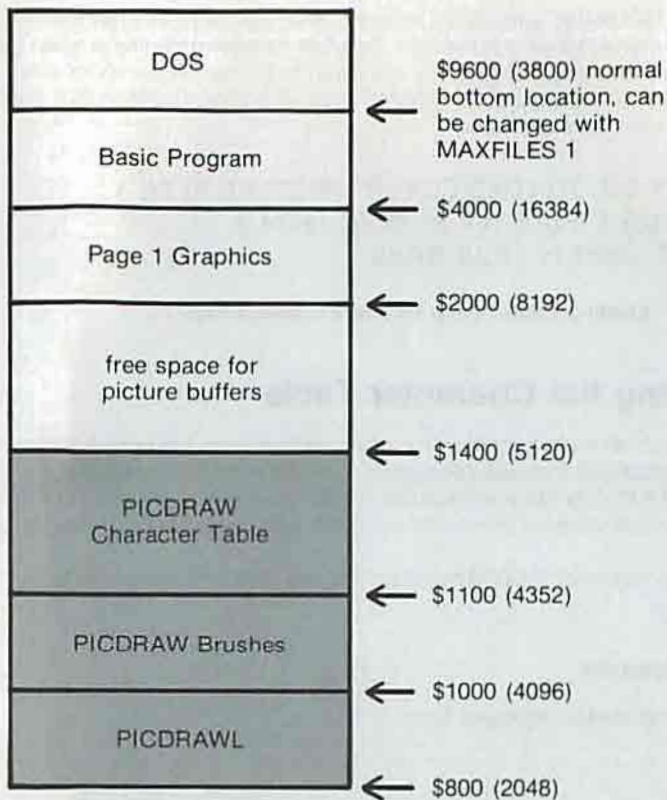 DOS
$9600 (3800) normal
bottom location, can
be changed with
MAXFILES 1
Basic Program
$4000 (16384)
Page 1 Graphics
$2000 (8192)
free space for
picture buffers
$1400 (5120)
PICDRAW
Character Table
$1100 (4352)
PICDRAW Brushes
$1000 (4096)
PICDRAWL
$800 (2048)